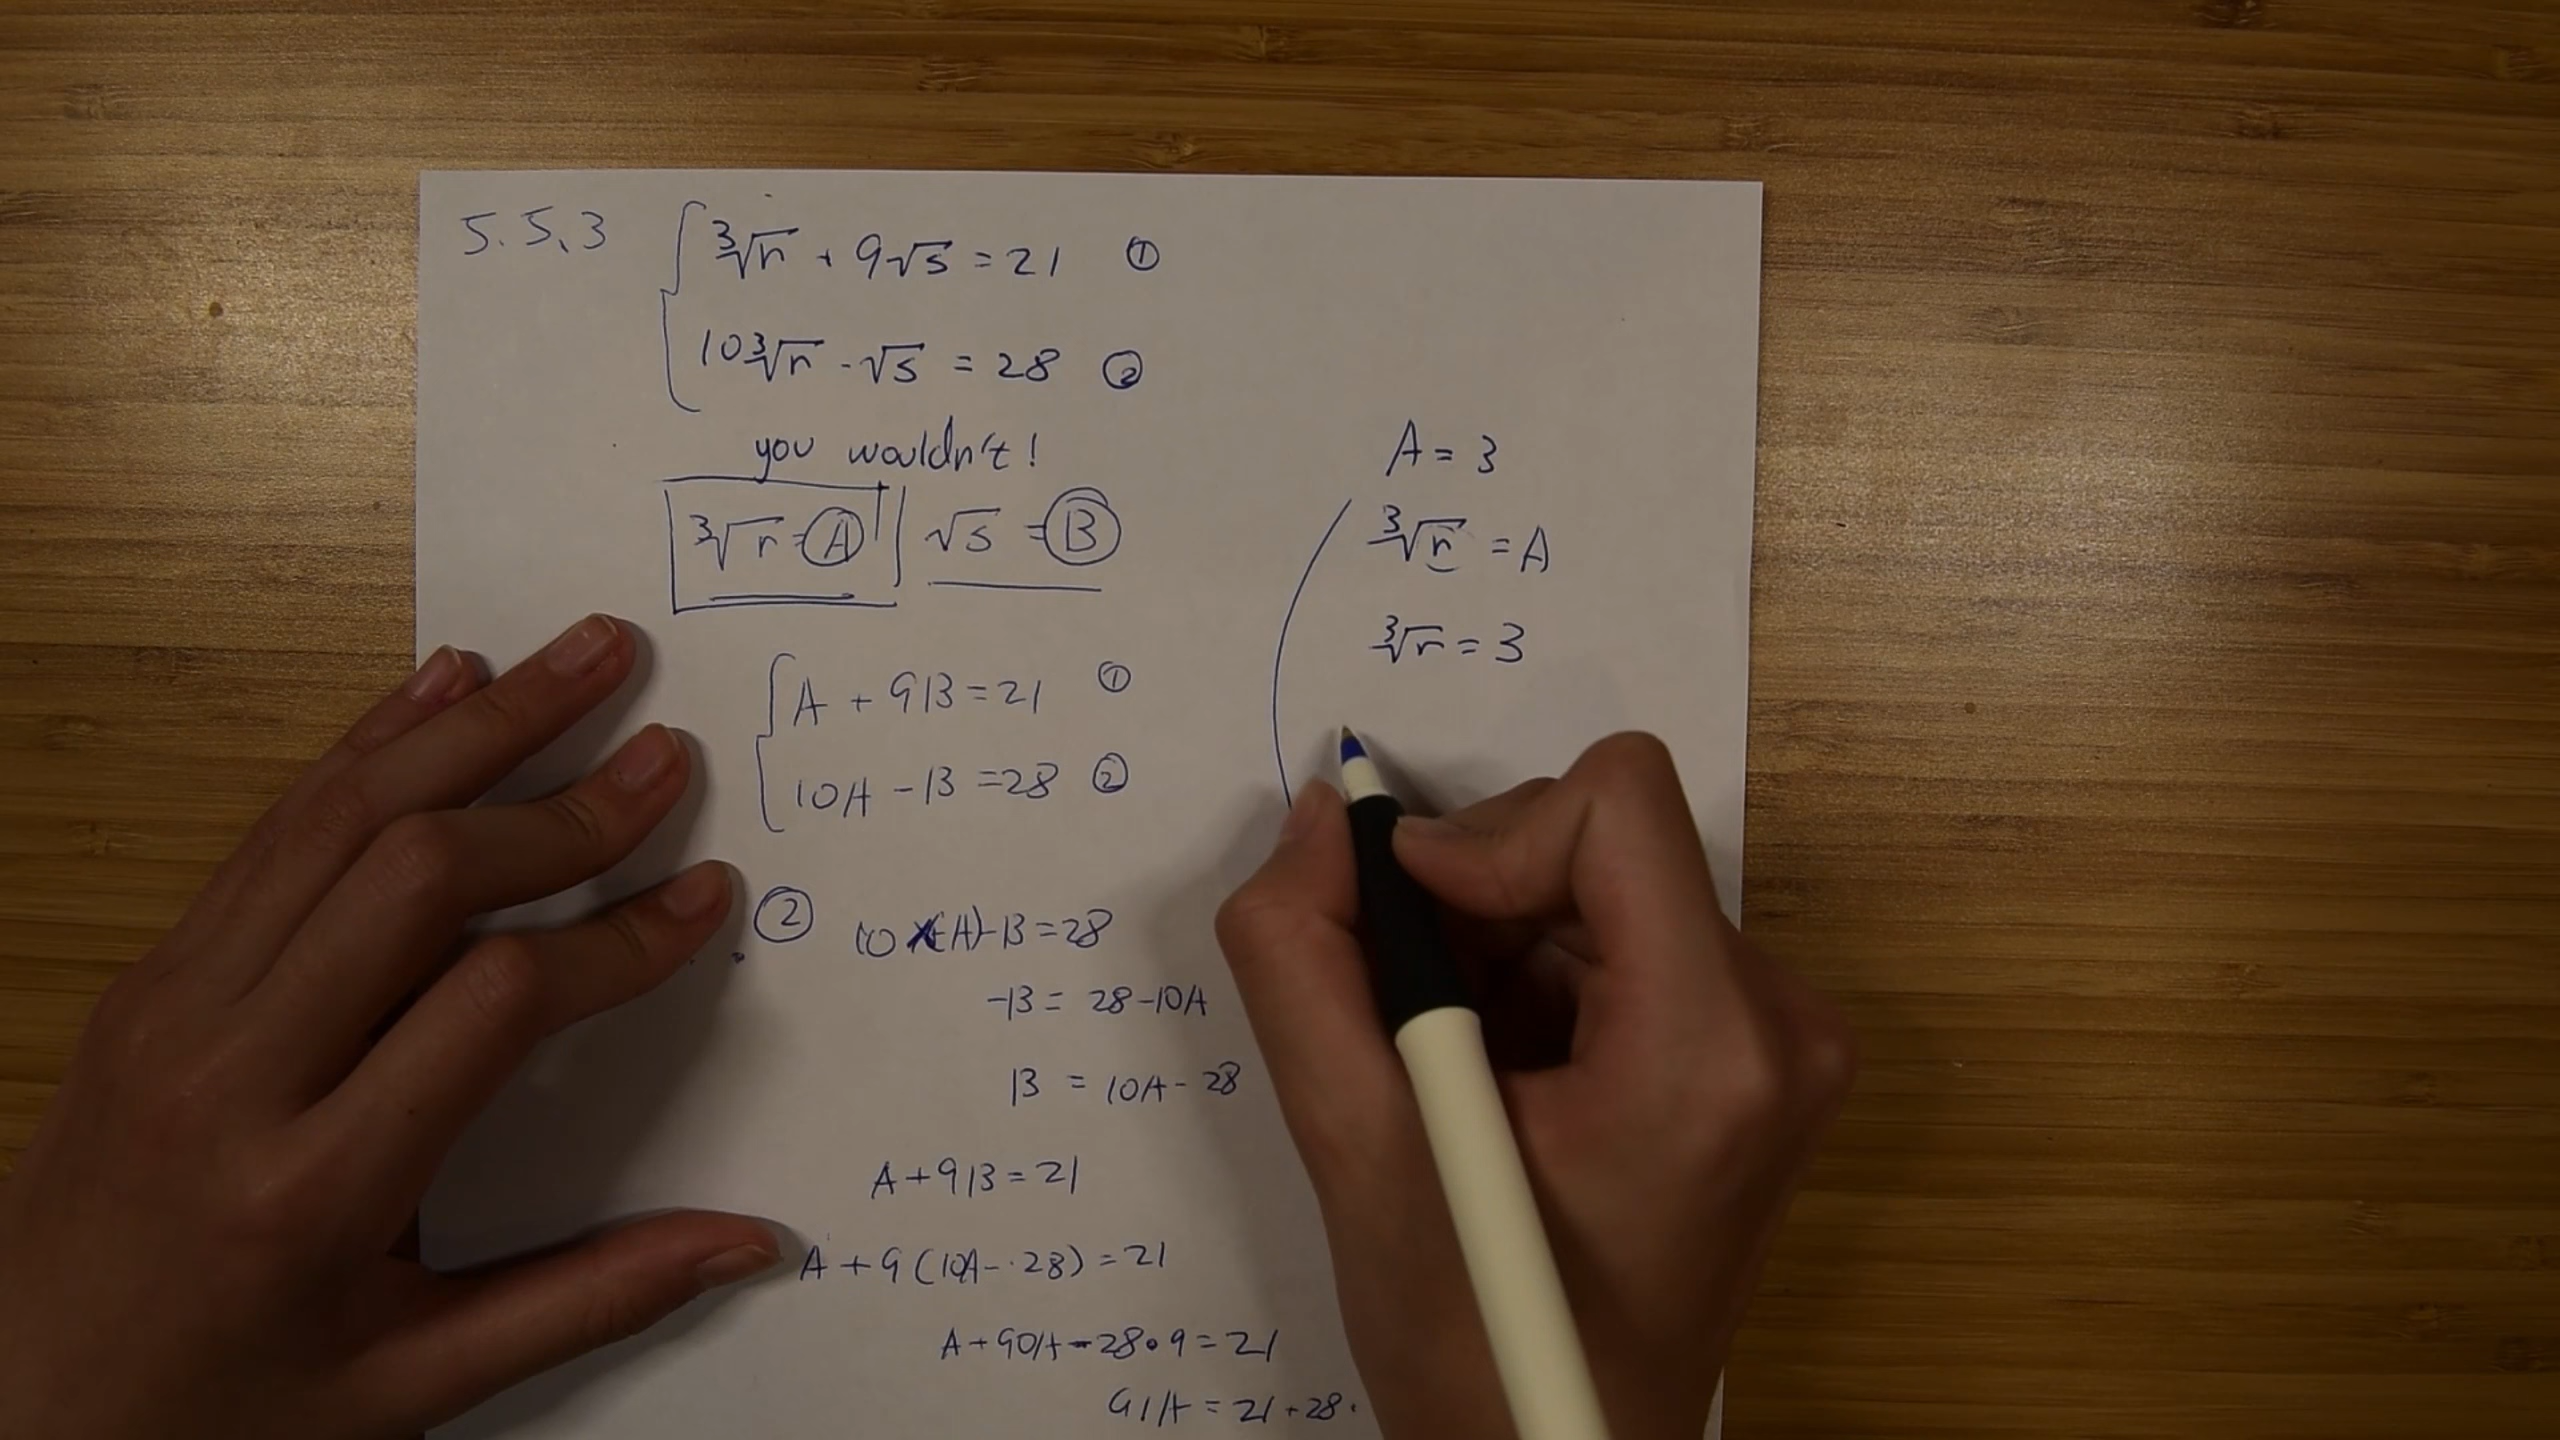 5.5.3
∛r + 9√s = 21 ①
10∛r - √s = 28 ②
you wouldn't!
∛r = A √s = B
A + 9B = 21 ①
10A - B = 28 ②
② 10(A) - B = 28
-B = 28 - 10A
B = 10A - 28
A + 9B = 21
A + 9(10A - 28) = 21
A + 90A - 28·9 = 21
91A = 21 + 28·
A = 3
∛r = A
∛r = 3